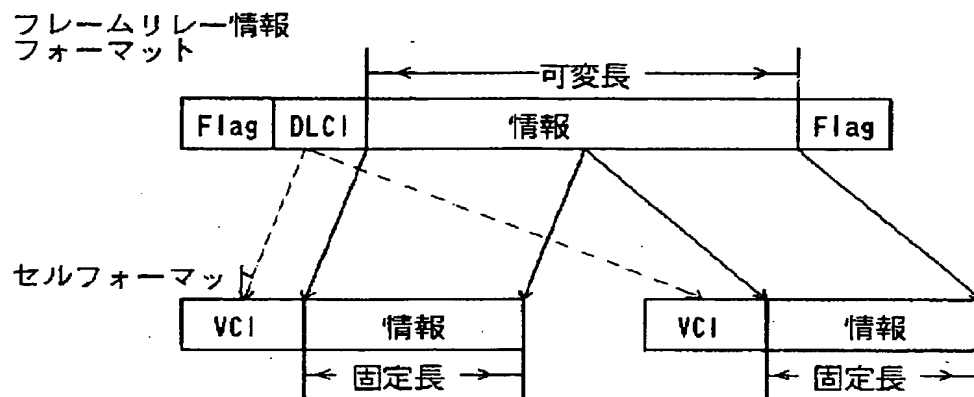 フレームリレー情報
フォーマット
可変長
Flag DLCI 情報 Flag
セルフォーマット
VCI 情報 VCI 情報
固定長 固定長